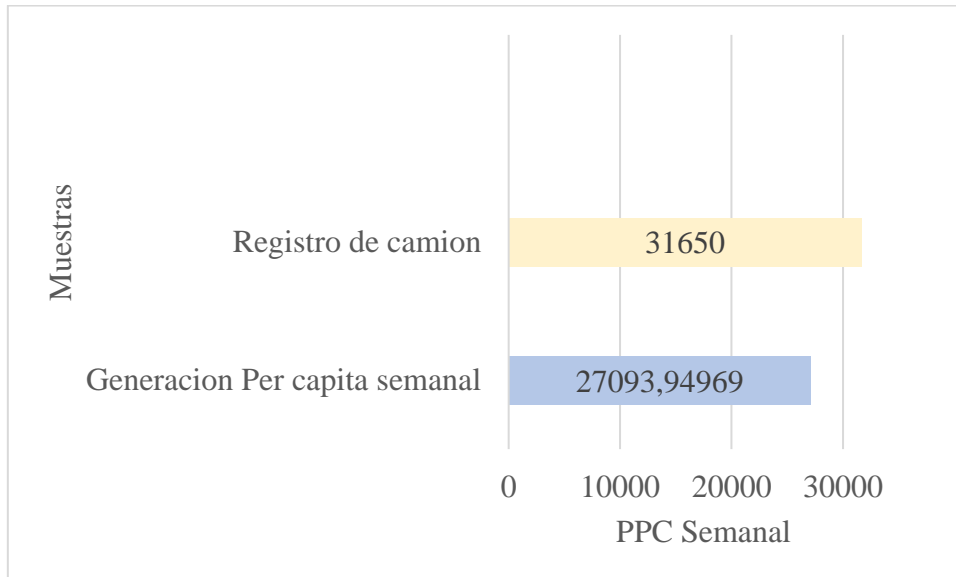 Muestras
Registro de camion
31650
Generacion Per capita semanal
27093,94969
0 10000 20000 30000
PPC Semanal